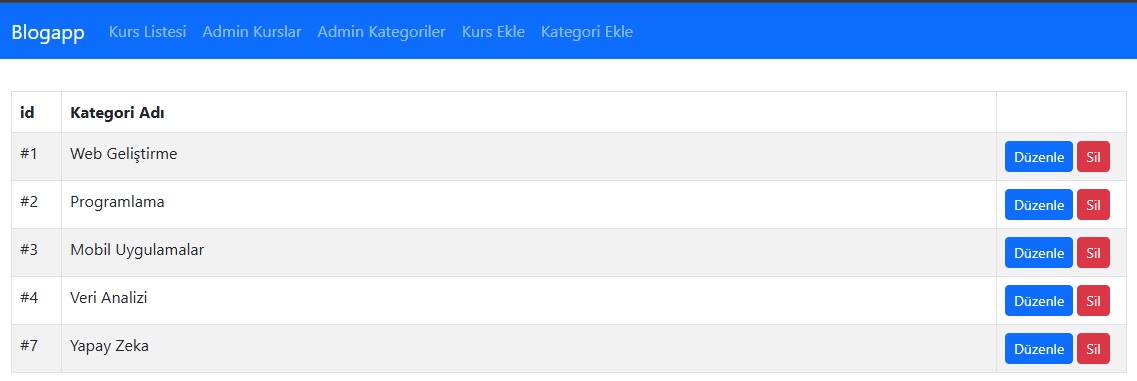 Blogapp Kurs Listesi Admin Kurslar Admin Kategoriler Kurs Ekle Kategori Ekle
id Kategori Adı
#1 Web Geliştirme Düzenle Sil
#2 Programlama Düzenle Sil
#3 Mobil Uygulamalar Düzenle Sil
#4 Veri Analizi Düzenle Sil
#7 Yapay Zeka Düzenle Sil